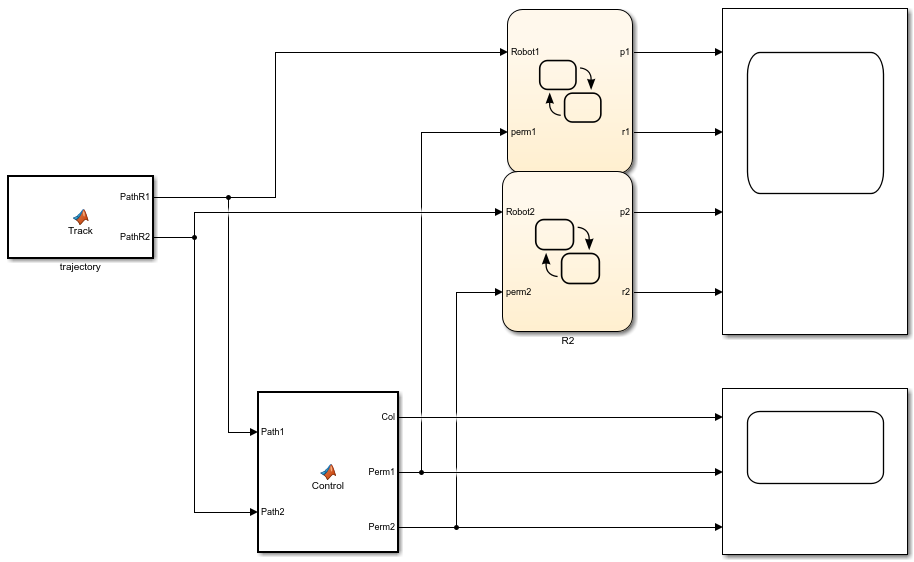 Robot1
p1
perm1
r1
PathR1
Track
PathR2
trajectory
Robot2
p2
perm2
r2
R2
Col
Path1
Perm1
Control
Path2
Perm2